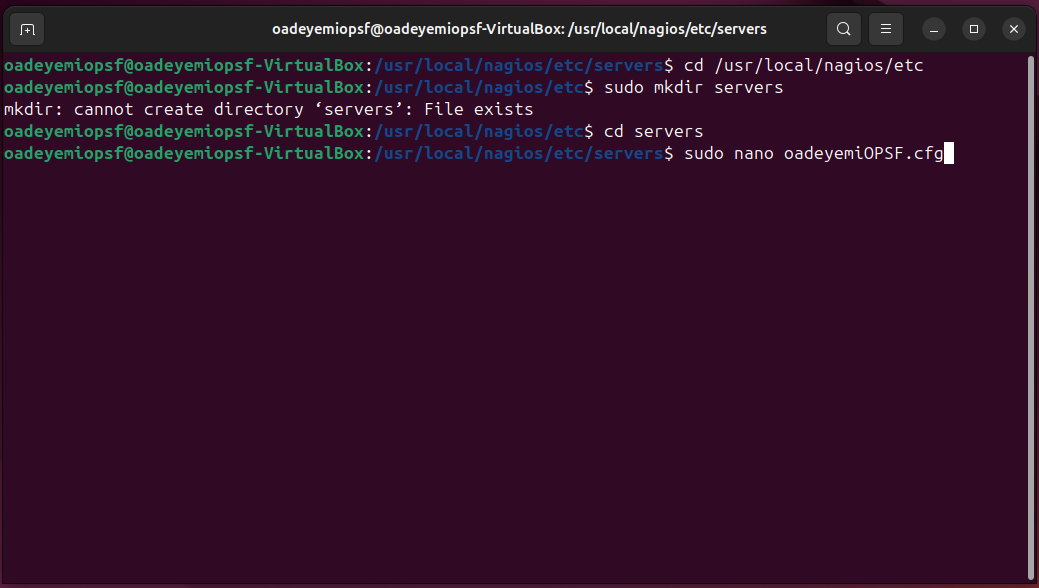 oadeyemiopsf@oadeyemiopsf-VirtualBox: /usr/local/nagios/etc/servers
oadeyemiopsf@oadeyemiopsf-VirtualBox:/usr/local/nagios/etc/servers$ cd /usr/local/nagios/etc
oadeyemiopsf@oadeyemiopsf-VirtualBox:/usr/local/nagios/etc$ sudo mkdir servers
mkdir: cannot create directory ‘servers’: File exists
oadeyemiopsf@oadeyemiopsf-VirtualBox:/usr/local/nagios/etc$ cd servers
oadeyemiopsf@oadeyemiopsf-VirtualBox:/usr/local/nagios/etc/servers$ sudo nano oadeyemiOPSF.cfg